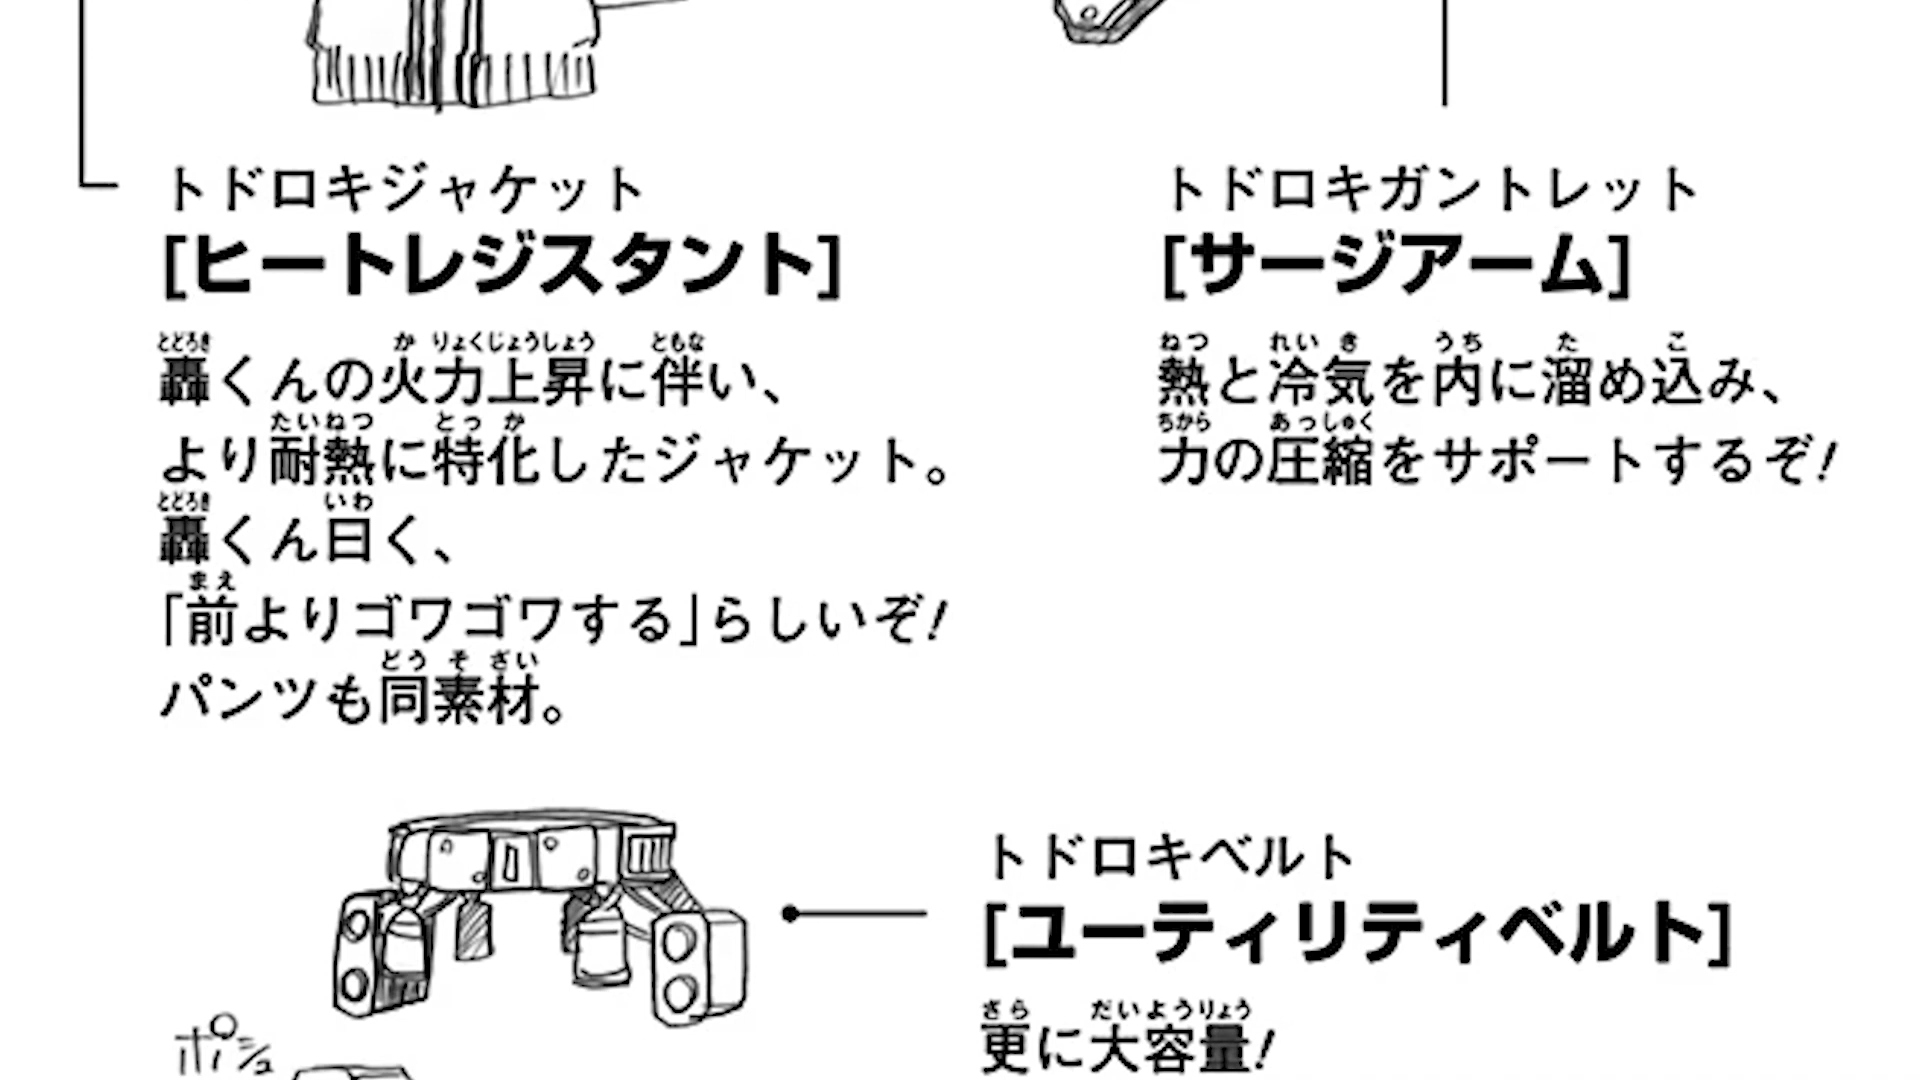 トドロキジャケット
[ヒートレジスタント]
轟くんの火力上昇に伴い、
より耐熱に特化したジャケット。
轟くん曰く、
「前よりゴワゴワする」らしいぞ!
パンツも同素材。
トドロキガントレット
[サージアーム]
熱と冷気を内に溜め込み、
力の圧縮をサポートするぞ!
トドロキベルト
[ユーティリティベルト]
更に大容量!
ポシュ